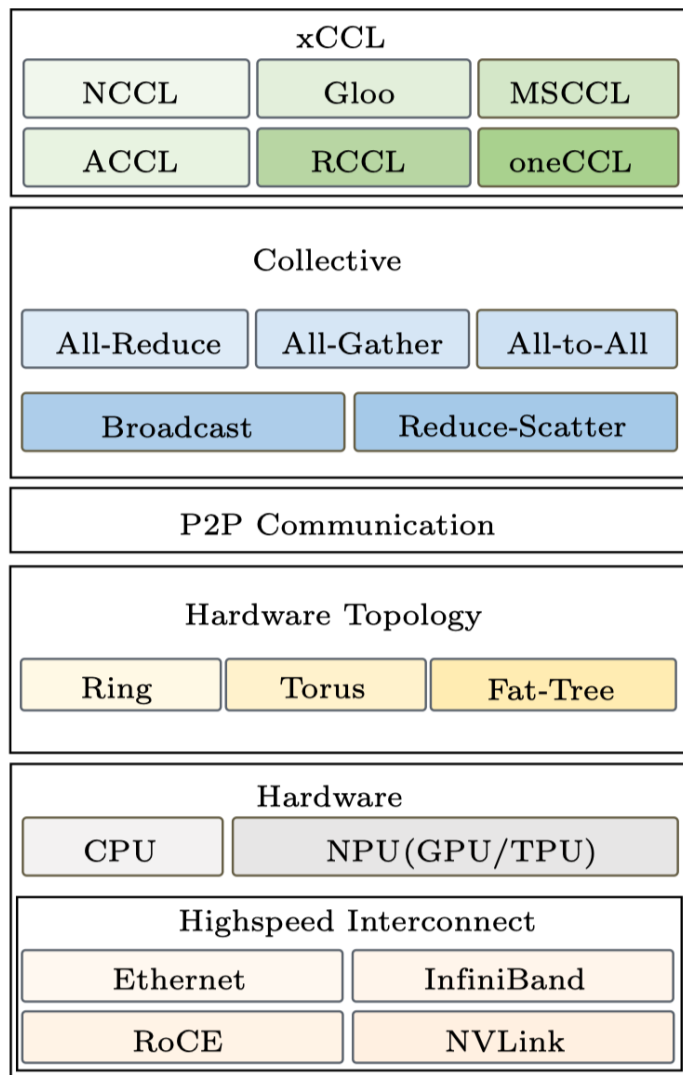 xCCL
NCCL Gloo MSCCL
ACCL RCCL oneCCL
Collective
All-Reduce All-Gather All-to-All
Broadcast Reduce-Scatter
P2P Communication
Hardware Topology
Ring Torus Fat-Tree
Hardware
CPU NPU(GPU/TPU)
Highspeed Interconnect
Ethernet InfiniBand
RoCE NVLink